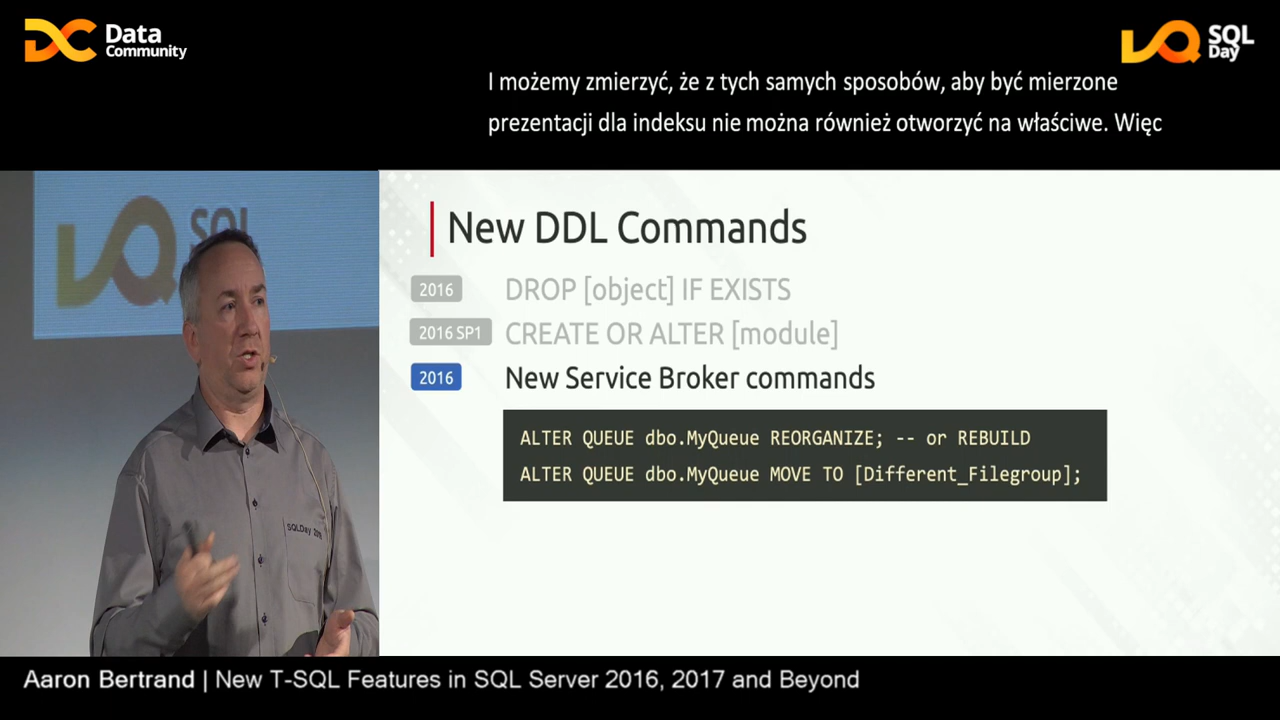 Data
Community
SQL
Day
I możemy zmierzyć, że z tych samych sposobów, aby być mierzone
prezentacji dla indeksu nie można również otworzyć na właściwe. Więc
SQL
New DDL Commands
2016 DROP [object] IF EXISTS
2016 SP1 CREATE OR ALTER [module]
2016 New Service Broker commands
ALTER QUEUE dbo.MyQueue REORGANIZE; -- or REBUILD
ALTER QUEUE dbo.MyQueue MOVE TO [Different_Filegroup];
SQLDay
Aaron Bertrand | New T-SQL Features in SQL Server 2016, 2017 and Beyond